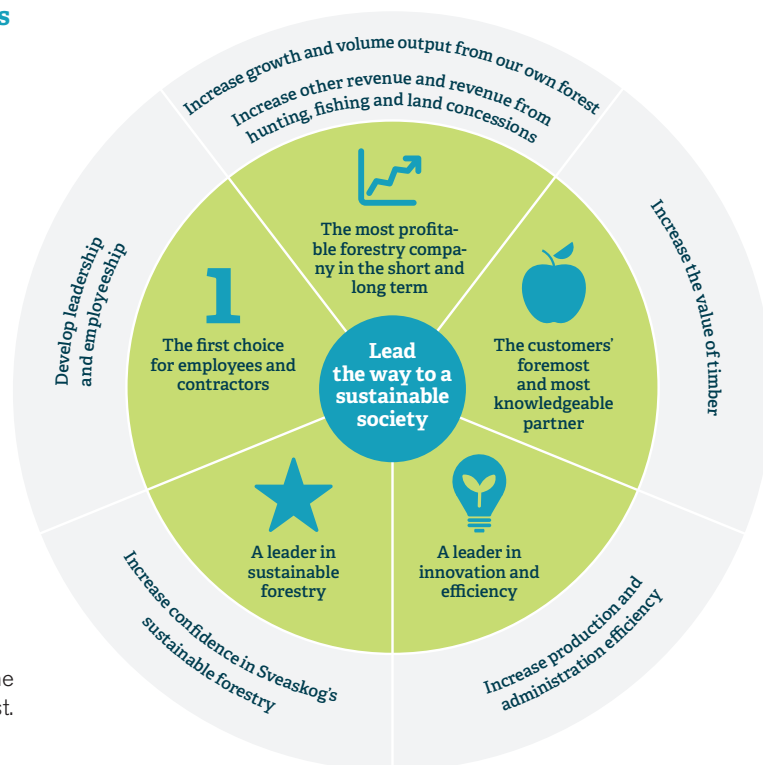 s
Increase growth and volume output from our own forest
Increase other revenue and revenue from
hunting, fishing and land concessions
The most profita-
ble forestry compa-
ny in the short and
long term
Develop leadership
and employeeship
1
The first choice
for employees and
contractors
Lead
the way to a
sustainable
society
The customers’
foremost
and most
knowledgeable
partner
Increase the value of timber
A leader in
sustainable
forestry
A leader in
innovation and
efficiency
Increase confidence in Sveaskog’s
sustainable forestry
Increase production and
administration efficiency
ne
st.